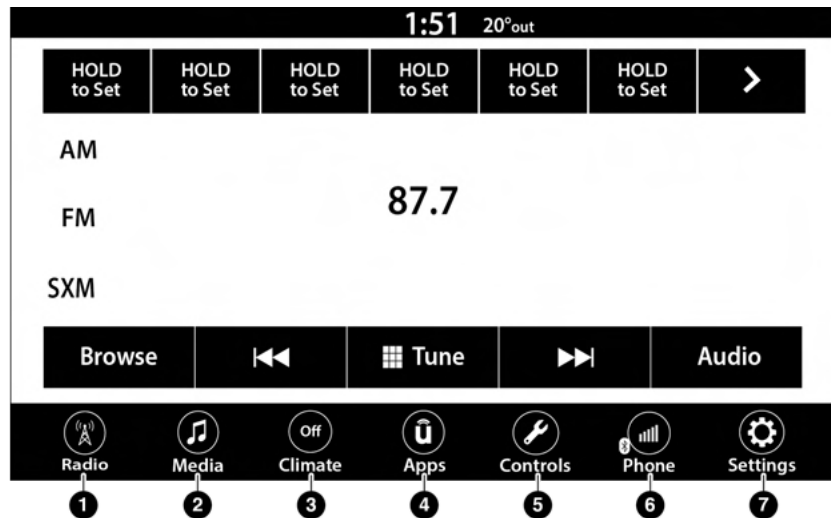 1:51 20°out
HOLD to Set HOLD to Set HOLD to Set HOLD to Set HOLD to Set HOLD to Set
AM
87.7
FM
SXM
Browse Tune Audio
Off û
Radio Media Climate Apps Controls Phone Settings
1 2 3 4 5 6 7